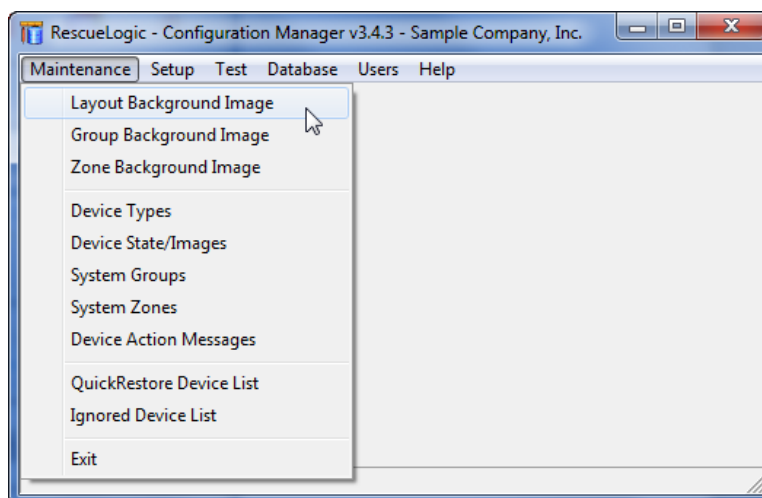 RescueLogic - Configuration Manager v3.4.3 - Sample Company, Inc.
Maintenance Setup Test Database Users Help
Layout Background Image
Group Background Image
Zone Background Image
Device Types
Device State/Images
System Groups
System Zones
Device Action Messages
QuickRestore Device List
Ignored Device List
Exit